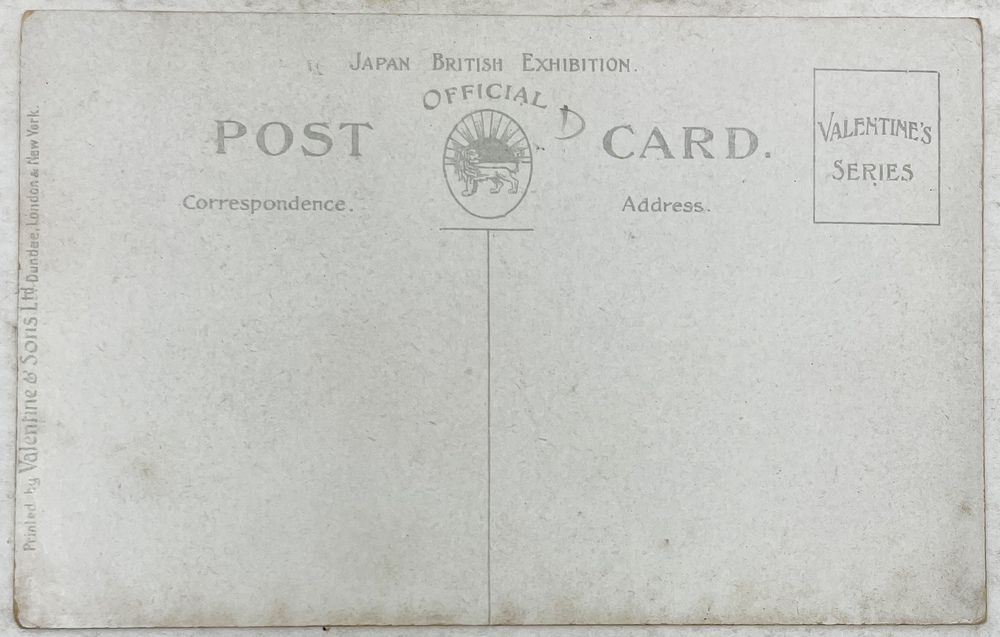 JAPAN BRITISH EXHIBITION.
OFFICIAL
D
POST CARD.
VALENTINE'S
SERIES
Correspondence.
Address.
Printed by Valentine & Sons Ltd. Dundee, London & New York.